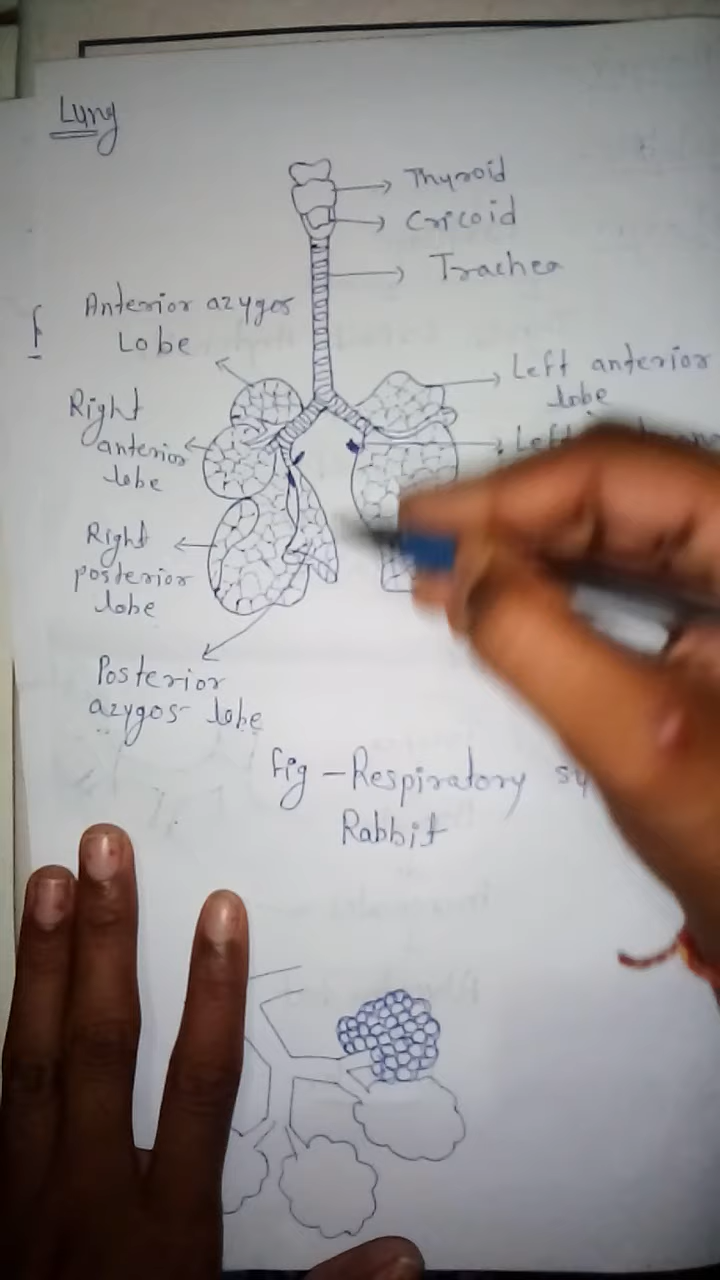 Lung
Thyroid
Cricoid
Trachea
Anterior azygos
Lobe
Left anterior
lobe
Right
anterior
lobe
Left
Right
posterior
lobe
Posterior
azygos lobe
fig - Respiratory
Rabbit